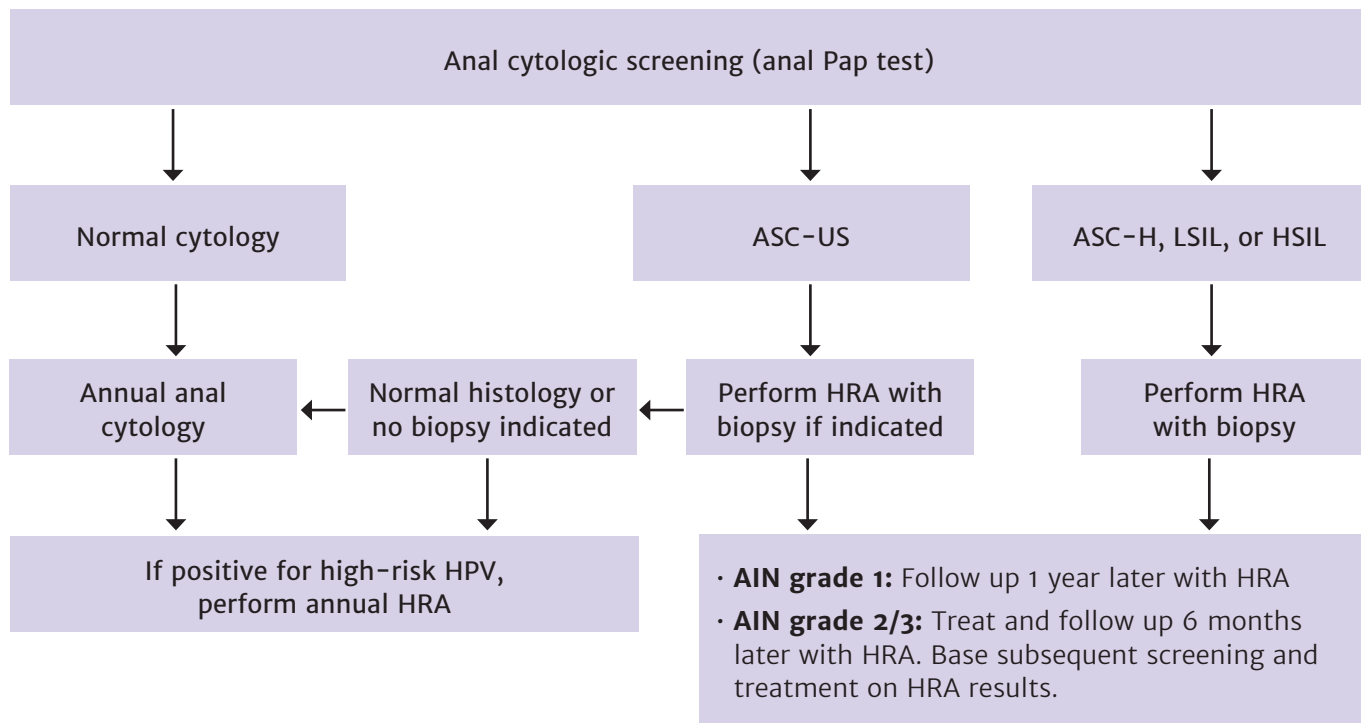 Anal cytologic screening (anal Pap test)
Normal cytology
ASC-US
ASC-H, LSIL, or HSIL
Annual anal
cytology
Normal histology or
no biopsy indicated
Perform HRA with
biopsy if indicated
Perform HRA
with biopsy
If positive for high-risk HPV,
perform annual HRA
· AIN grade 1: Follow up 1 year later with HRA
· AIN grade 2/3: Treat and follow up 6 months
later with HRA. Base subsequent screening and
treatment on HRA results.